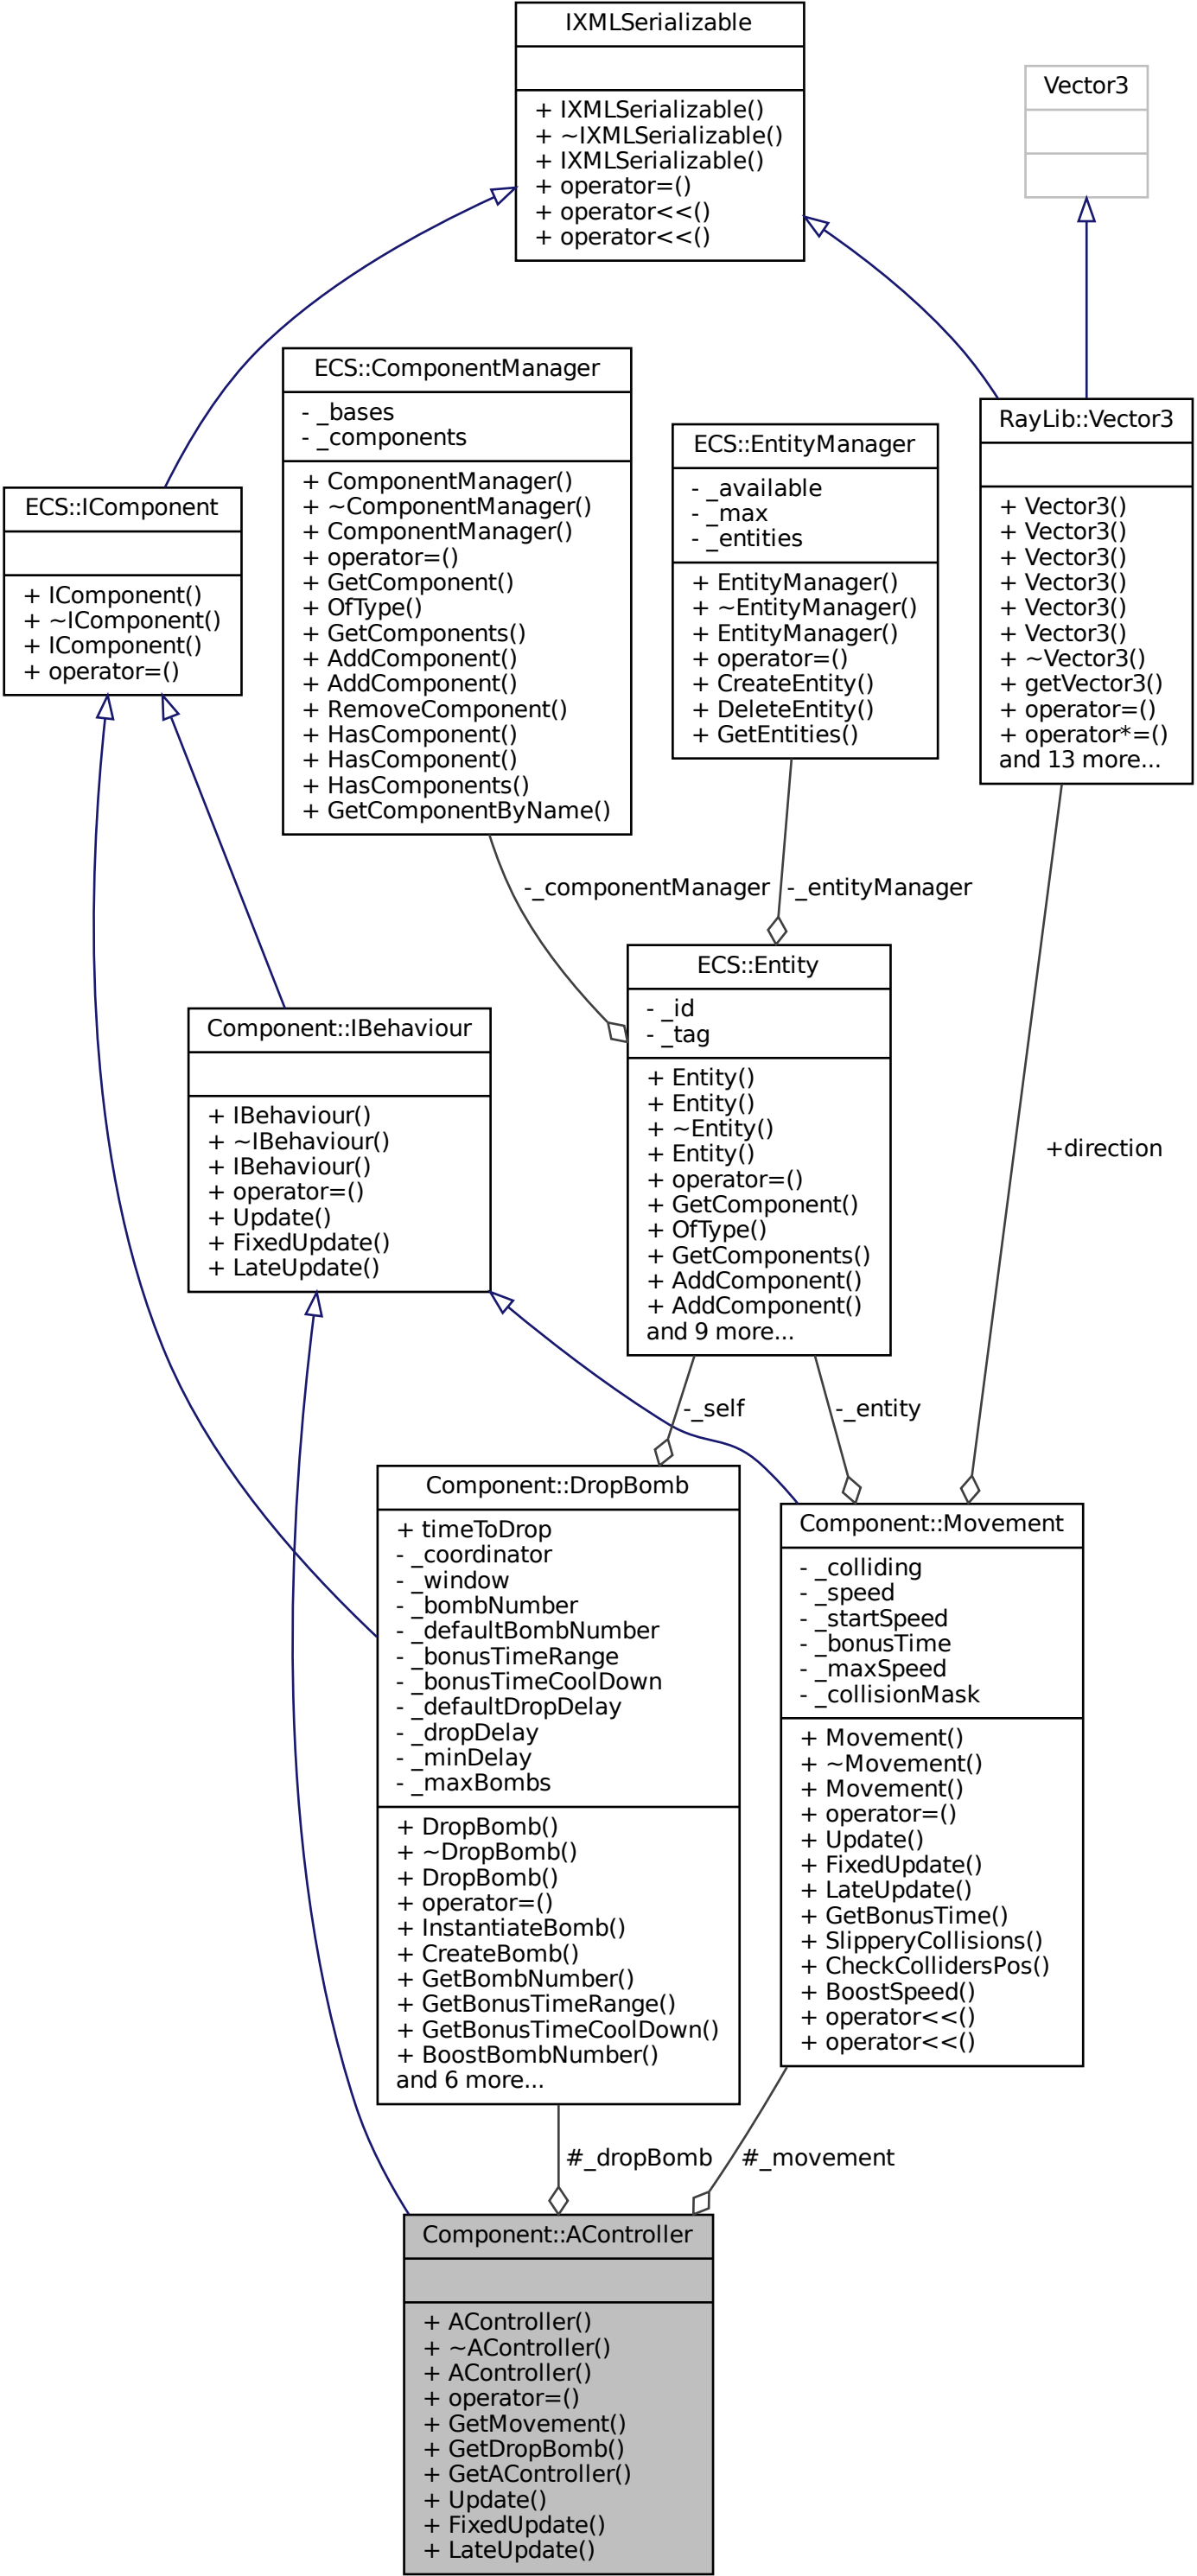 IXMLSerializable
+ IXMLSerializable()
+ ~IXMLSerializable()
+ IXMLSerializable()
+ operator=()
+ operator<<()
+ operator<<()
Vector3
ECS::ComponentManager
- _bases
- _components
+ ComponentManager()
+ ~ComponentManager()
+ ComponentManager()
+ operator=()
+ GetComponent()
+ OfType()
+ GetComponents()
+ AddComponent()
+ AddComponent()
+ RemoveComponent()
+ HasComponent()
+ HasComponent()
+ HasComponents()
+ GetComponentByName()
ECS::EntityManager
- _available
- _max
- _entities
+ EntityManager()
+ ~EntityManager()
+ EntityManager()
+ operator=()
+ CreateEntity()
+ DeleteEntity()
+ GetEntities()
RayLib::Vector3
+ Vector3()
+ Vector3()
+ Vector3()
+ Vector3()
+ Vector3()
+ Vector3()
+ ~Vector3()
+ getVector3()
+ operator=()
+ operator*=()
and 13 more...
ECS::IComponent
+ IComponent()
+ ~IComponent()
+ IComponent()
+ operator=()
-_componentManager
-_entityManager
ECS::Entity
- _id
- _tag
+ Entity()
+ Entity()
+ ~Entity()
+ Entity()
+ operator=()
+ GetComponent()
+ OfType()
+ GetComponents()
+ AddComponent()
+ AddComponent()
and 9 more...
Component::IBehaviour
+ IBehaviour()
+ ~IBehaviour()
+ IBehaviour()
+ operator=()
+ Update()
+ FixedUpdate()
+ LateUpdate()
+direction
-_self
-_entity
Component::DropBomb
+ timeToDrop
- _coordinator
- _window
- _bombNumber
- _defaultBombNumber
- _bonusTimeRange
- _bonusTimeCoolDown
- _defaultDropDelay
- _dropDelay
- _minDelay
- _maxBombs
+ DropBomb()
+ ~DropBomb()
+ DropBomb()
+ operator=()
+ InstantiateBomb()
+ CreateBomb()
+ GetBombNumber()
+ GetBonusTimeRange()
+ GetBonusTimeCoolDown()
+ BoostBombNumber()
and 6 more...
Component::Movement
- _colliding
- _speed
- _startSpeed
- _bonusTime
- _maxSpeed
- _collisionMask
+ Movement()
+ ~Movement()
+ Movement()
+ operator=()
+ Update()
+ FixedUpdate()
+ LateUpdate()
+ GetBonusTime()
+ SlipperyCollisions()
+ CheckCollidersPos()
+ BoostSpeed()
+ operator<<()
+ operator<<()
#_dropBomb
#_movement
Component::AController
+ AController()
+ ~AController()
+ AController()
+ operator=()
+ GetMovement()
+ GetDropBomb()
+ GetAController()
+ Update()
+ FixedUpdate()
+ LateUpdate()